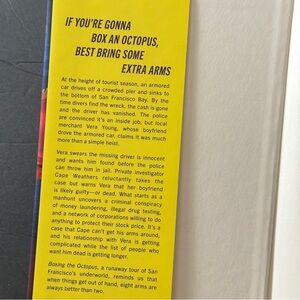 IF YOU'RE GONNA
BOX AN OCTOPUS,
BEST BRING SOME
EXTRA ARMS
At the height of tourist season, an armored
car drives off a crowded pier and sinks to
the bottom of San Francisco Bay. By the
time divers find the wreck, the cash is gone
and the driver has vanished. The police
are convinced it's an inside job, but local
merchant Vera Young, whose boyfriend
drove the armored car, claims it was much
more than a simple heist.
Vera swears the missing driver is innocent
and wants him found before the police
can throw him in jail. Private investigator
Cape Weathers reluctantly takes the
case but warns Vera that her boyfriend
is likely guilty—or dead. What starts as a
manhunt uncovers a criminal conspiracy
of money laundering, illegal drug testing,
and a network of corporations willing to do
anything to protect their stock price. It's a
case that Cape can't get his arms around,
and his relationship with Vera is getting
complicated while the list of people who
want him dead is getting longer.
Boxing the Octopus, a runaway tour of San
Francisco's underworld, reminds us that
when things get out of hand, eight arms are
always better than two.